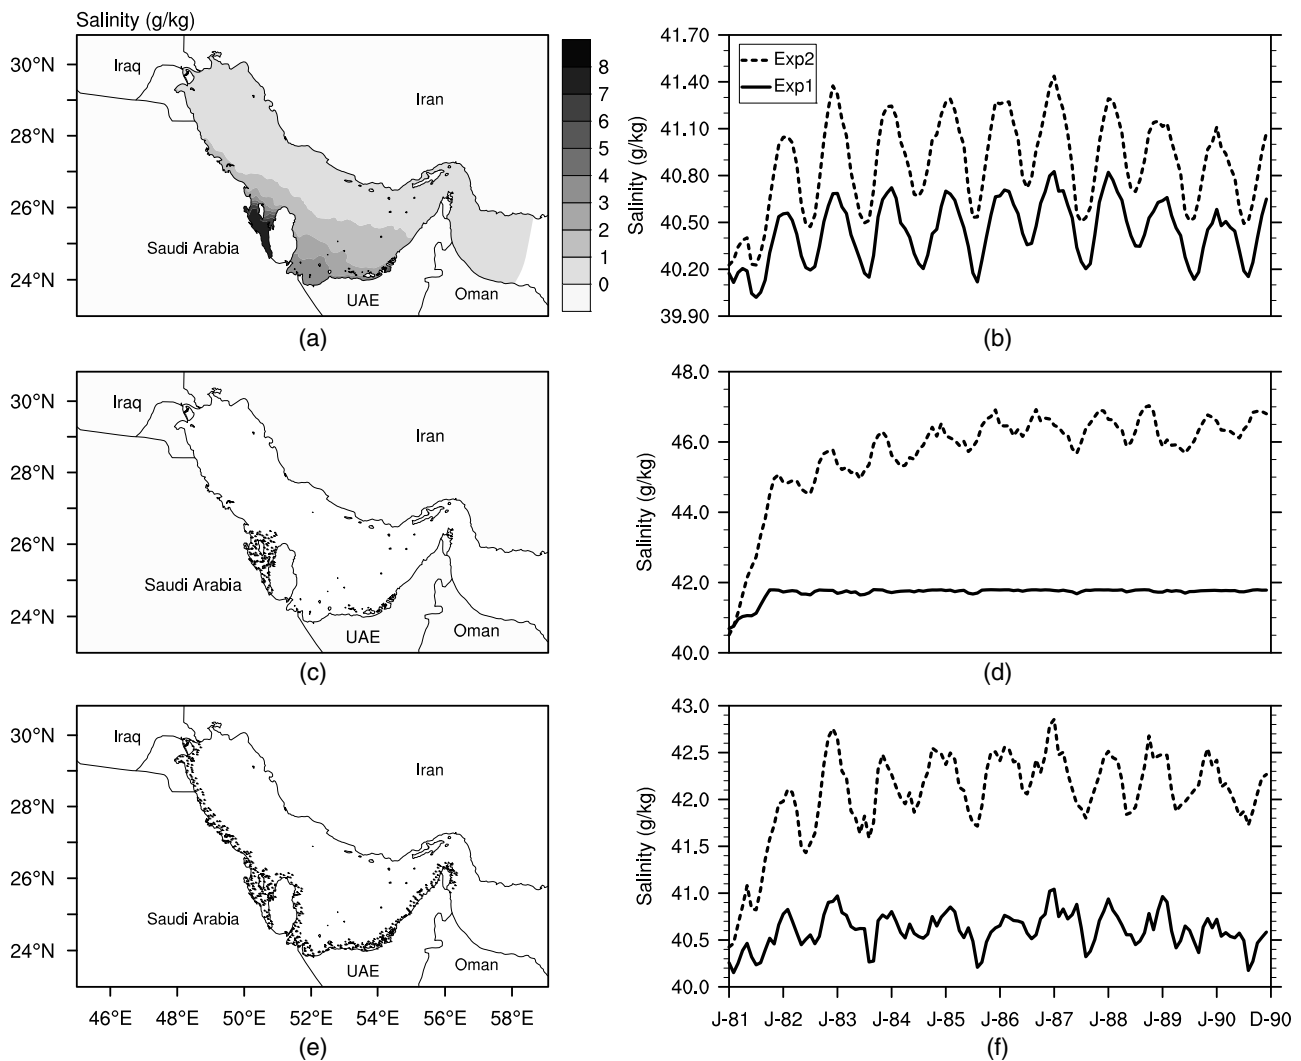 Salinity (g/kg)
30°N
28°N
26°N
24°N
Iraq
Iran
Saudi Arabia
UAE
Oman
8
7
6
5
4
3
2
1
0
(a)
41.70
41.40
41.10
40.80
40.50
40.20
39.90
Salinity (g/kg)
Exp2
Exp1
(b)
30°N
28°N
26°N
24°N
Iraq
Iran
Saudi Arabia
UAE
Oman
(c)
48.0
46.0
44.0
42.0
40.0
Salinity (g/kg)
(d)
30°N
28°N
26°N
24°N
Iraq
Iran
Saudi Arabia
UAE
Oman
46°E 48°E 50°E 52°E 54°E 56°E 58°E
(e)
43.0
42.5
42.0
41.5
41.0
40.5
40.0
Salinity (g/kg)
J-81 J-82 J-83 J-84 J-85 J-86 J-87 J-88 J-89 J-90 D-90
(f)